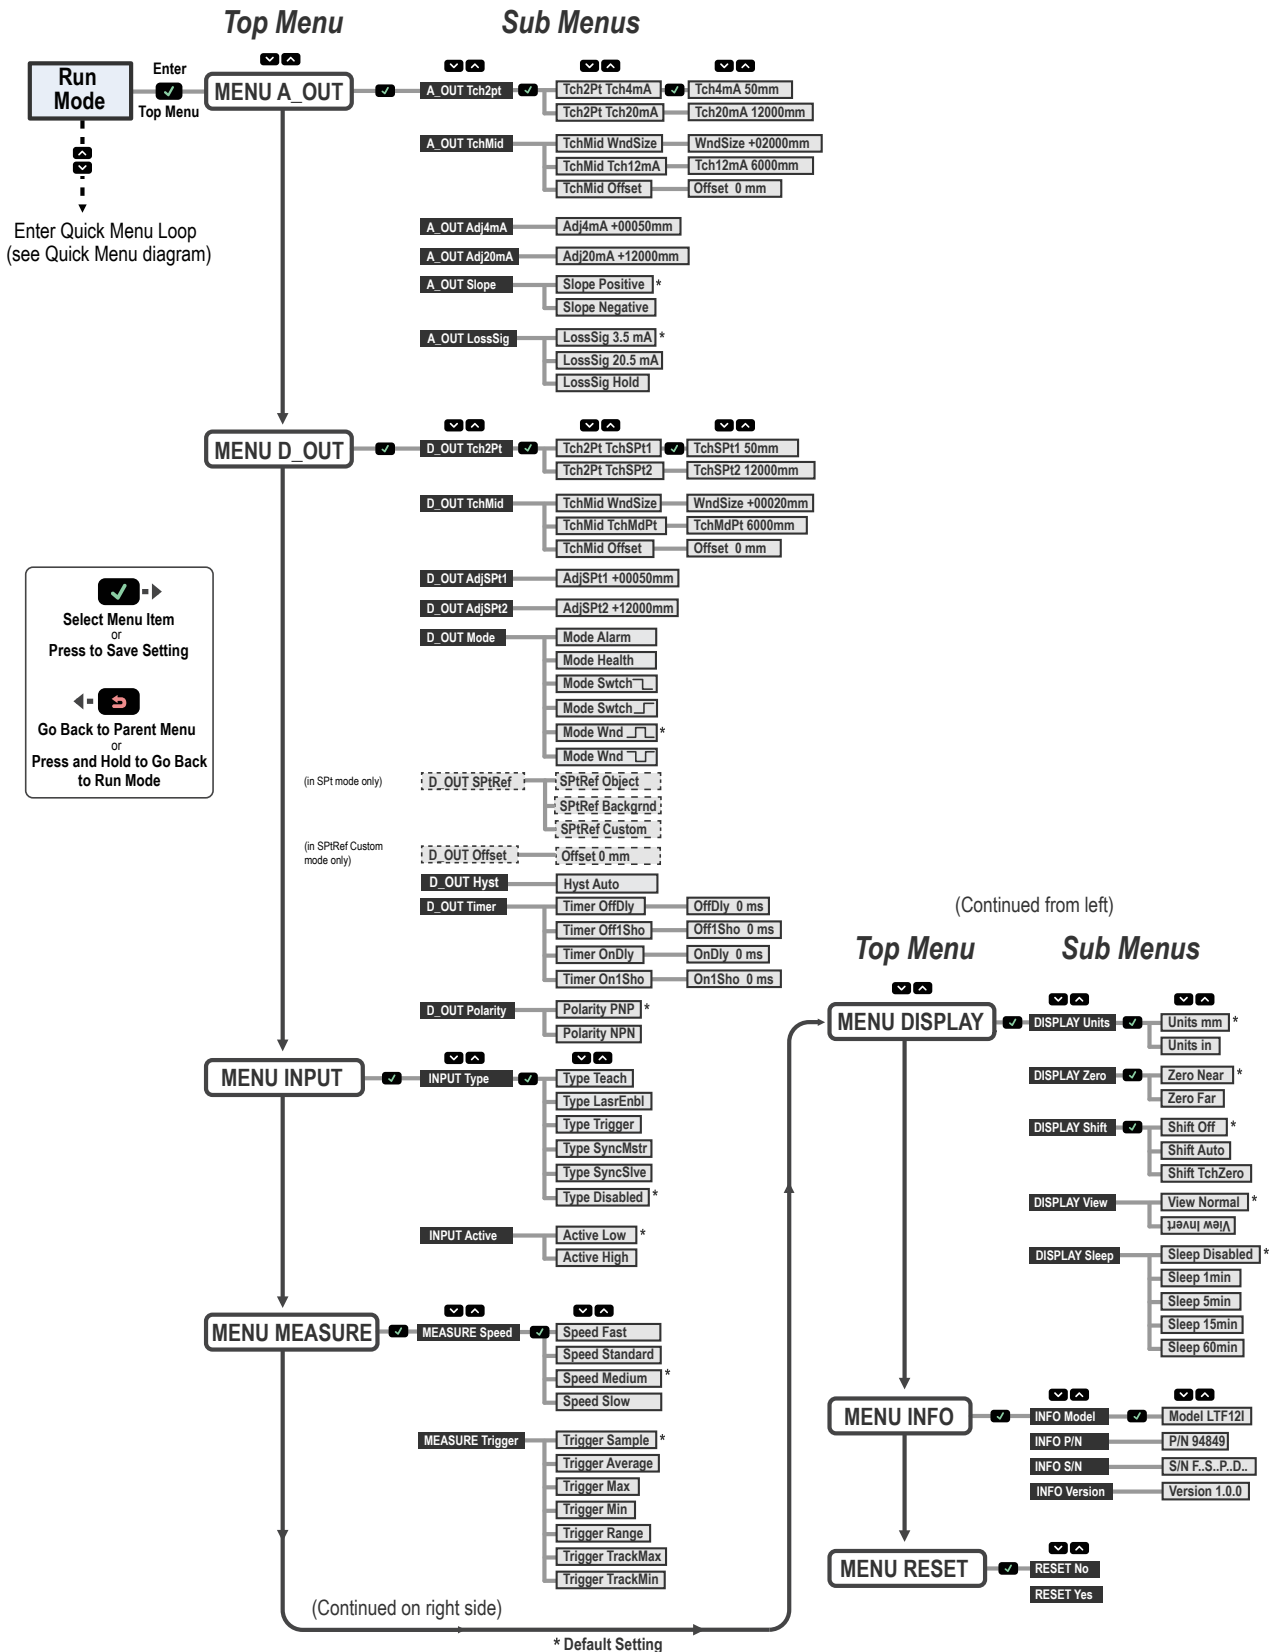 Top Menu
Sub Menus
Run Mode
Enter
Top Menu
Enter Quick Menu Loop
(see Quick Menu diagram)
MENU A_OUT
A_OUT Tch2pt
Tch2Pt Tch4mA
Tch4mA 50mm
Tch2Pt Tch20mA
Tch20mA 12000mm
A_OUT TchMid
TchMid WndSize
WndSize +02000mm
TchMid Tch12mA
Tch12mA 6000mm
TchMid Offset
Offset 0 mm
A_OUT Adj4mA
Adj4mA +00050mm
A_OUT Adj20mA
Adj20mA +12000mm
A_OUT Slope
Slope Positive *
Slope Negative
A_OUT LossSig
LossSig 3.5 mA *
LossSig 20.5 mA
LossSig Hold
MENU D_OUT
D_OUT Tch2Pt
Tch2Pt TchSPt1
TchSPt1 50mm
Tch2Pt TchSPt2
TchSPt2 12000mm
D_OUT TchMid
TchMid WndSize
WndSize +00020mm
TchMid TchMdPt
TchMdPt 6000mm
TchMid Offset
Offset 0 mm
D_OUT AdjSPt1
AdjSPt1 +00050mm
D_OUT AdjSPt2
AdjSPt2 +12000mm
D_OUT Mode
Mode Alarm
Mode Health
Mode Swtch
Mode Swtch
Mode Wnd *
Mode Wnd
(in SPt mode only)
D_OUT SPtRef
SPtRef Object
SPtRef Backgrnd
SPtRef Custom
(in SPtRef Custom
mode only)
D_OUT Offset
Offset 0 mm
D_OUT Hyst
Hyst Auto
D_OUT Timer
Timer OffDly
OffDly 0 ms
Timer Off1Sho
Off1Sho 0 ms
Timer OnDly
OnDly 0 ms
Timer On1Sho
On1Sho 0 ms
D_OUT Polarity
Polarity PNP *
Polarity NPN
Select Menu Item
or
Press to Save Setting
Go Back to Parent Menu
or
Press and Hold to Go Back
to Run Mode
MENU INPUT
INPUT Type
Type Teach
Type LasrEnbl
Type Trigger
Type SyncMstr
Type SyncSlve
Type Disabled *
INPUT Active
Active Low *
Active High
MENU MEASURE
MEASURE Speed
Speed Fast
Speed Standard
Speed Medium *
Speed Slow
MEASURE Trigger
Trigger Sample *
Trigger Average
Trigger Max
Trigger Min
Trigger Range
Trigger TrackMax
Trigger TrackMin
(Continued on right side)
* Default Setting
(Continued from left)
Top Menu
Sub Menus
MENU DISPLAY
DISPLAY Units
Units mm *
Units in
DISPLAY Zero
Zero Near *
Zero Far
DISPLAY Shift
Shift Off *
Shift Auto
Shift TchZero
DISPLAY View
View Normal *
View Invert
DISPLAY Sleep
Sleep Disabled *
Sleep 1min
Sleep 5min
Sleep 15min
Sleep 60min
MENU INFO
INFO Model
Model LTF12I
INFO P/N
P/N 94849
INFO S/N
S/N F..S..P..D..
INFO Version
Version 1.0.0
MENU RESET
RESET No
RESET Yes